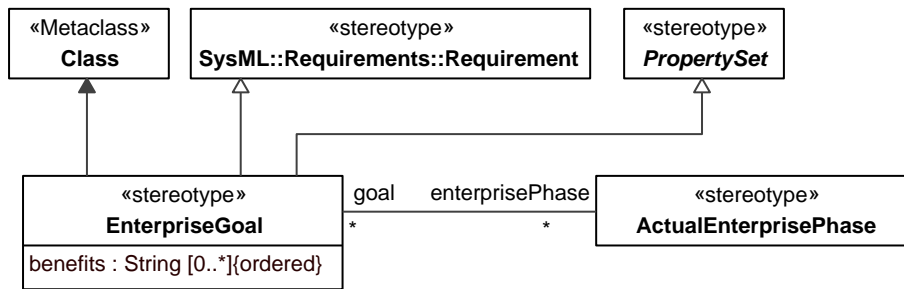 «Metaclass»
Class
«stereotype»
SysML::Requirements::Requirement
«stereotype»
PropertySet
«stereotype»
EnterpriseGoal
benefits : String [0..*]{ordered}
goal
enterprisePhase
*
*
«stereotype»
ActualEnterprisePhase